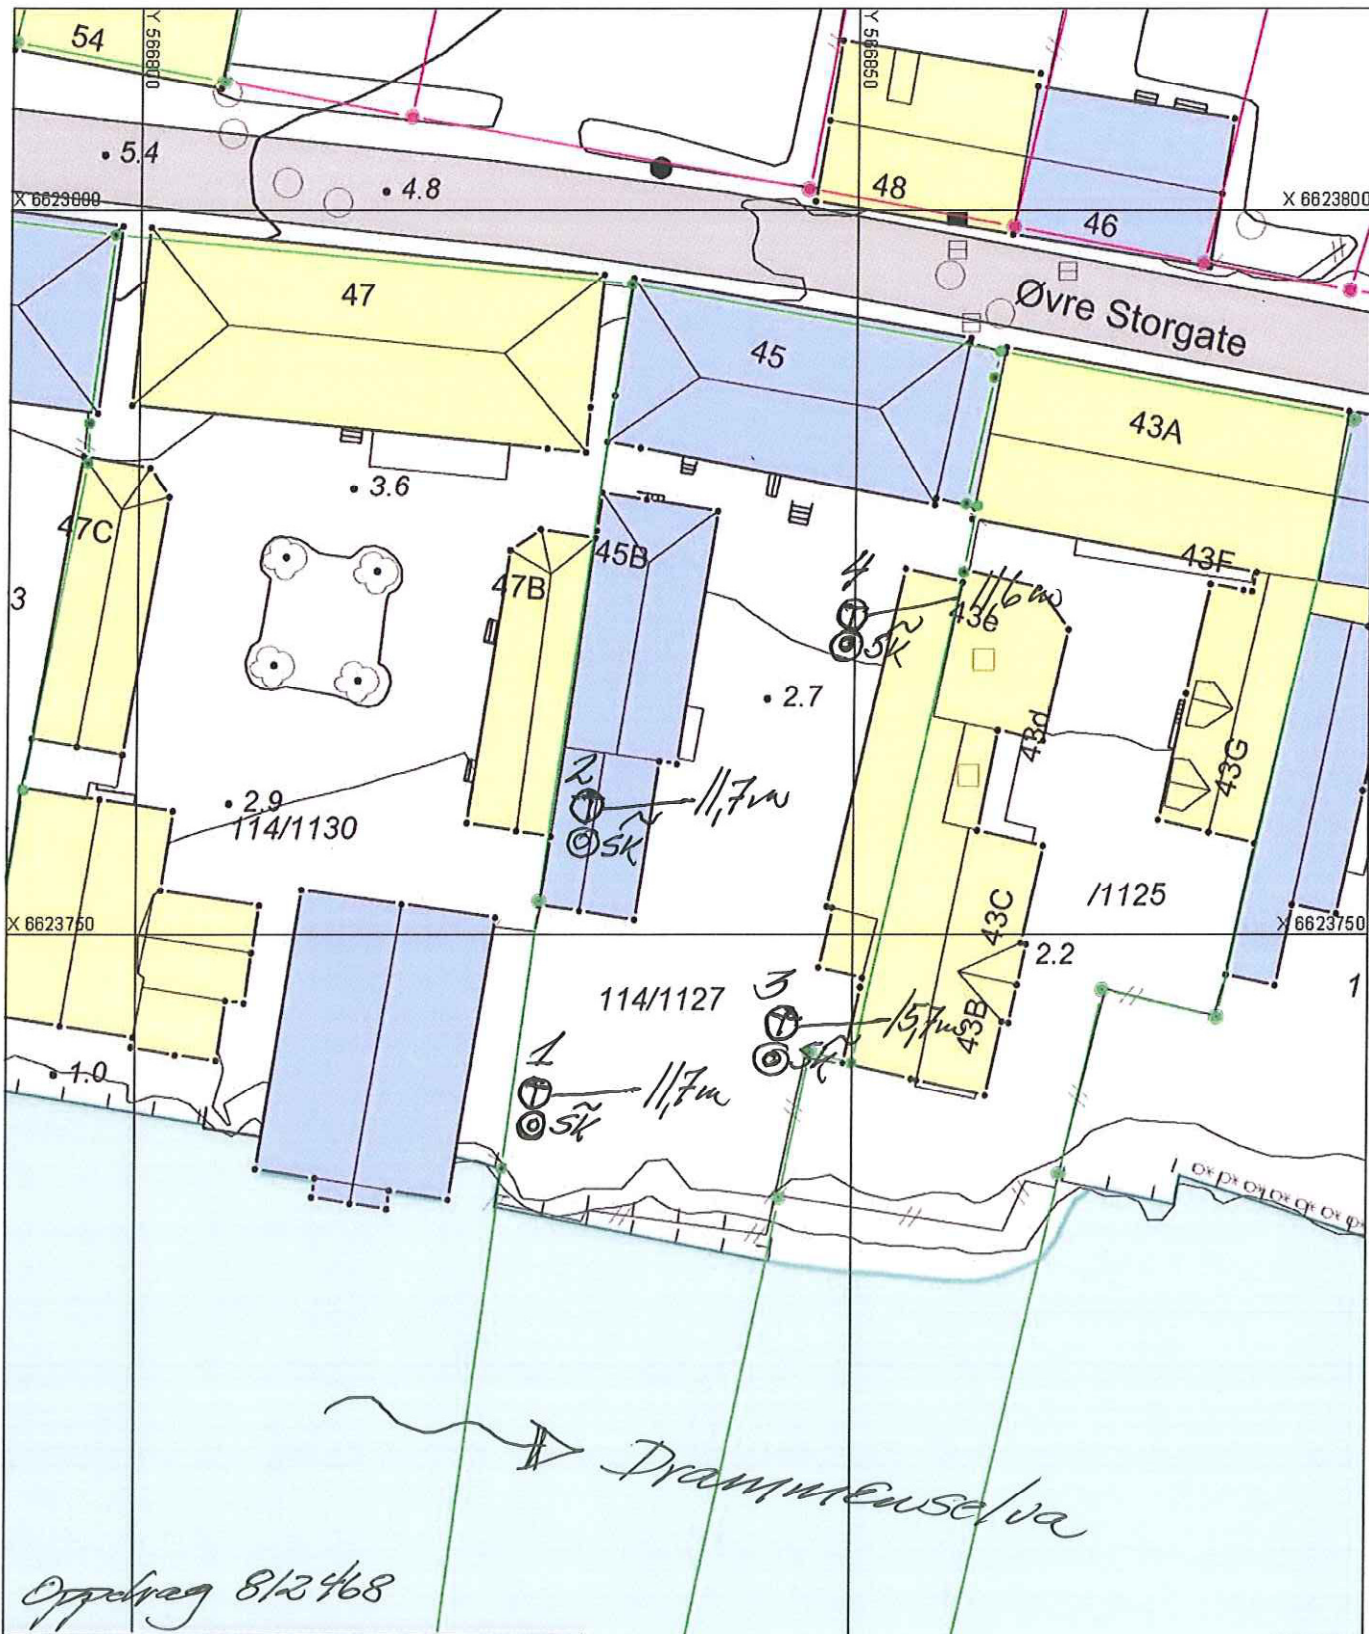 54
Y 566800
Y 566850
5.4
4.8
48
X 6623800
X 6623800
46
47
45
Øvre Storgate
43A
3.6
47C
47B
45B
43F
4
11,6 m
43e
SK
3
2.7
43d
43G
2
11,7m
SK
2.9
114/1130
43C
/1125
X 6623750
X 6623750
2.2
114/1127
3
15,7m
43B
SK
1
1
11,7m
SK
1.0
Drammenselva
Oppdrag 812468